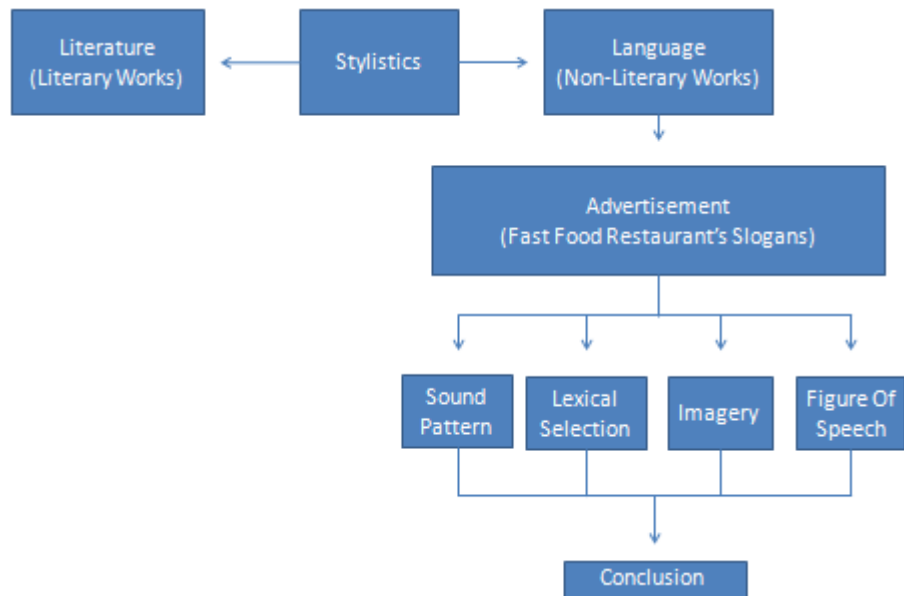 Literature
(Literary Works)
Stylistics
Language
(Non-Literary Works)
Advertisement
(Fast Food Restaurant's Slogans)
Sound
Pattern
Lexical
Selection
Imagery
Figure Of
Speech
Conclusion